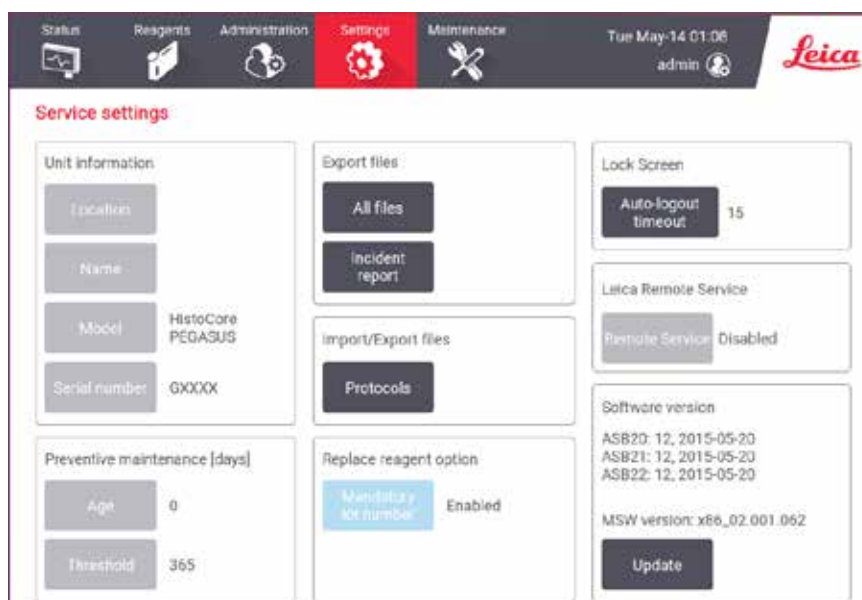 Status
Reagents
Administration
Settings
Maintenance
Tue May-14 01:06
admin
Leica
Service settings
Unit information
Location
Name
Model
HistoCore
PEGASUS
Serial number
GXXXX
Preventive maintenance [days]
Age
0
Threshold
365
Export files
All files
Incident
report
Import/Export files
Protocols
Replace reagent option
Mandatory
lot number
Enabled
Lock Screen
Auto-logout
timeout
15
Leica Remote Service
Remote Service
Disabled
Software version
ASB20: 12, 2015-05-20
ASB21: 12, 2015-05-20
ASB22: 12, 2015-05-20
MSW version: x86_02.001.062
Update